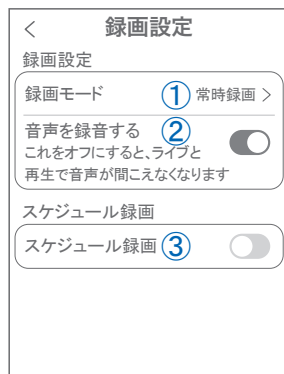 < 録画設定
録画設定
録画モード ① 常時録画 >
音声を録音する ②
これをオフにすると、ライブと
再生で音声が聞こえなくなります
スケジュール録画
スケジュール録画 ③